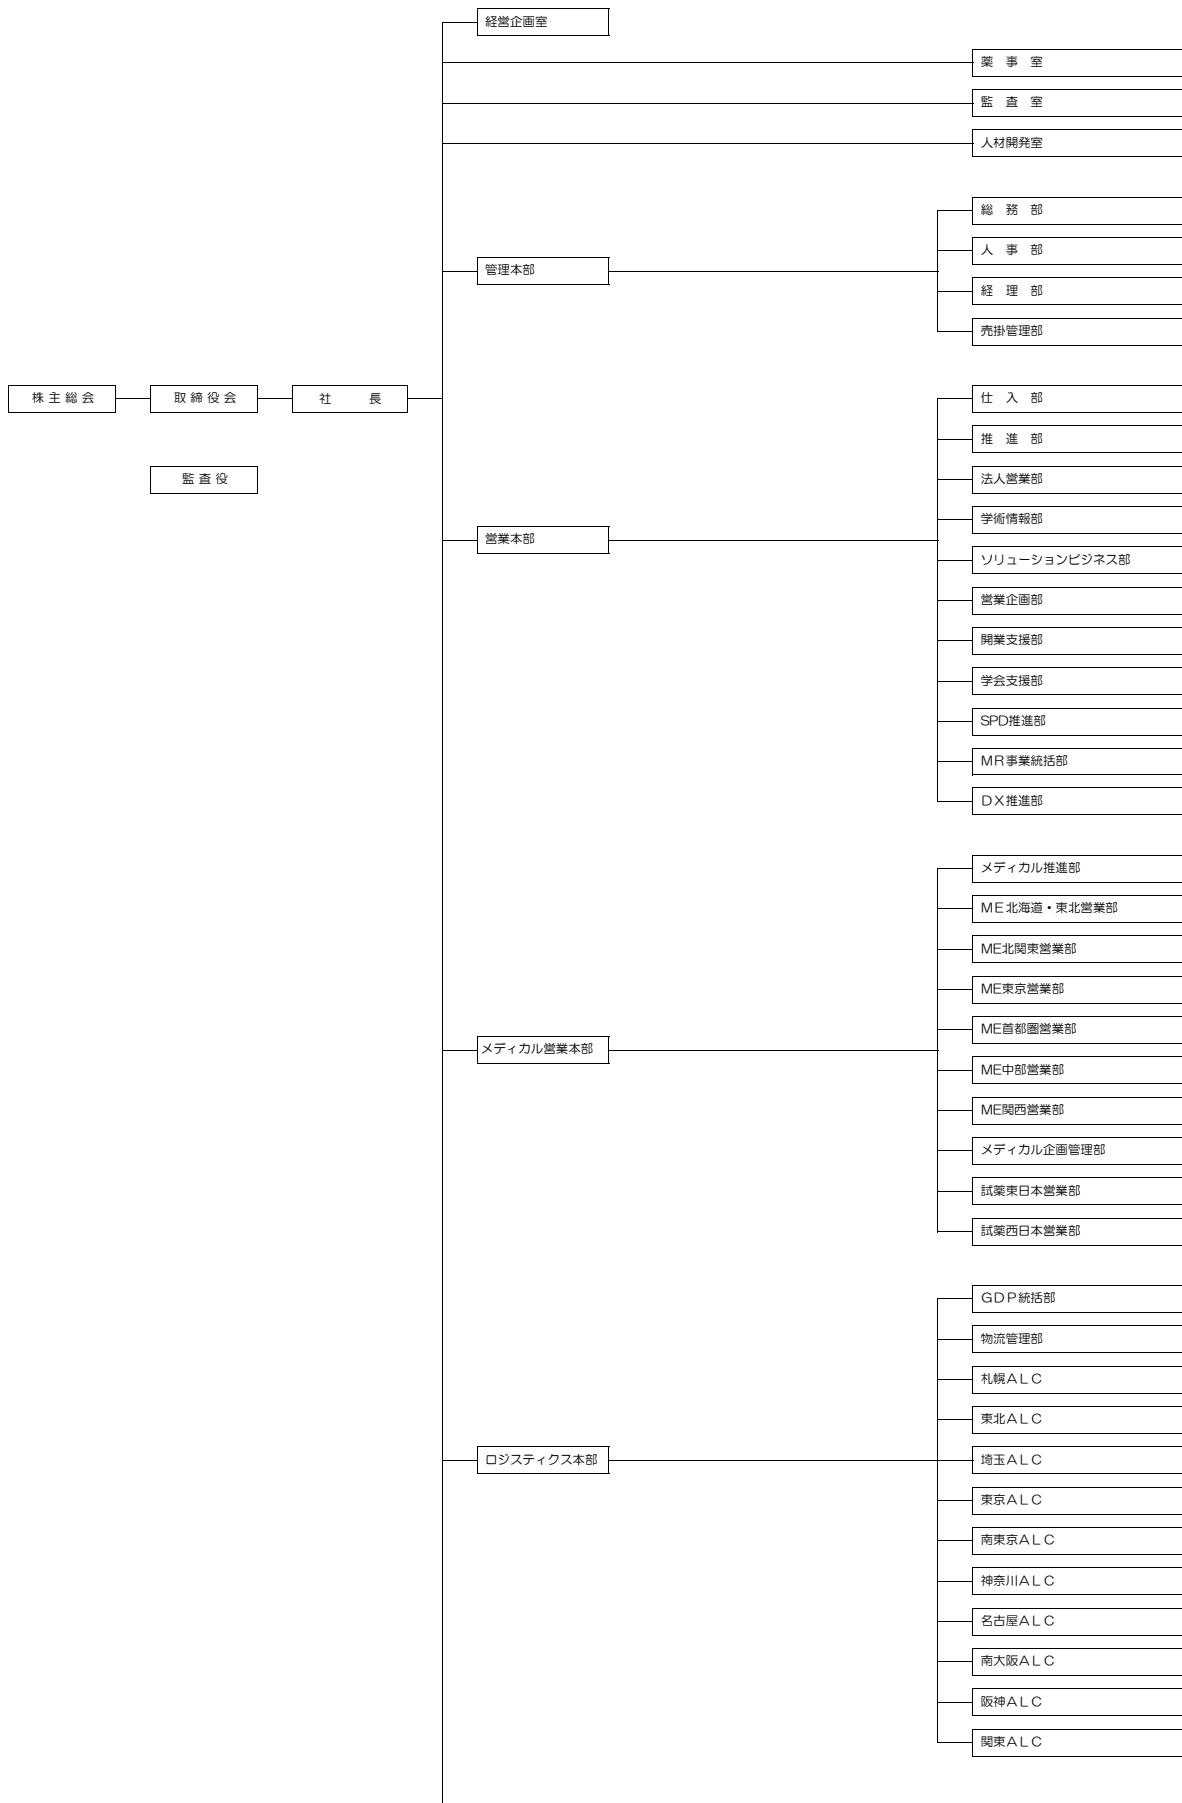 経営企画室
薬　事　室
監　査　室
人材開発室
総　務　部
人　事　部
管理本部
経　理　部
売掛管理部
株 主 総 会
取 締 役 会
社　　　長
仕　入　部
推　進　部
監 査 役
法人営業部
学術情報部
営業本部
ソリューションビジネス部
営業企画部
開業支援部
学会支援部
SPD推進部
ＭＲ事業統括部
ＤＸ推進部
メディカル推進部
ＭＥ北海道・東北営業部
ME北関東営業部
ME東京営業部
ME首都圏営業部
メディカル営業本部
ME中部営業部
ME関西営業部
メディカル企画管理部
試薬東日本営業部
試薬西日本営業部
ＧＤＰ統括部
物流管理部
札幌ＡＬＣ
東北ＡＬＣ
ロジスティクス本部
埼玉ＡＬＣ
東京ＡＬＣ
南東京ＡＬＣ
神奈川ＡＬＣ
名古屋ＡＬＣ
南大阪ＡＬＣ
阪神ＡＬＣ
関東ＡＬＣ